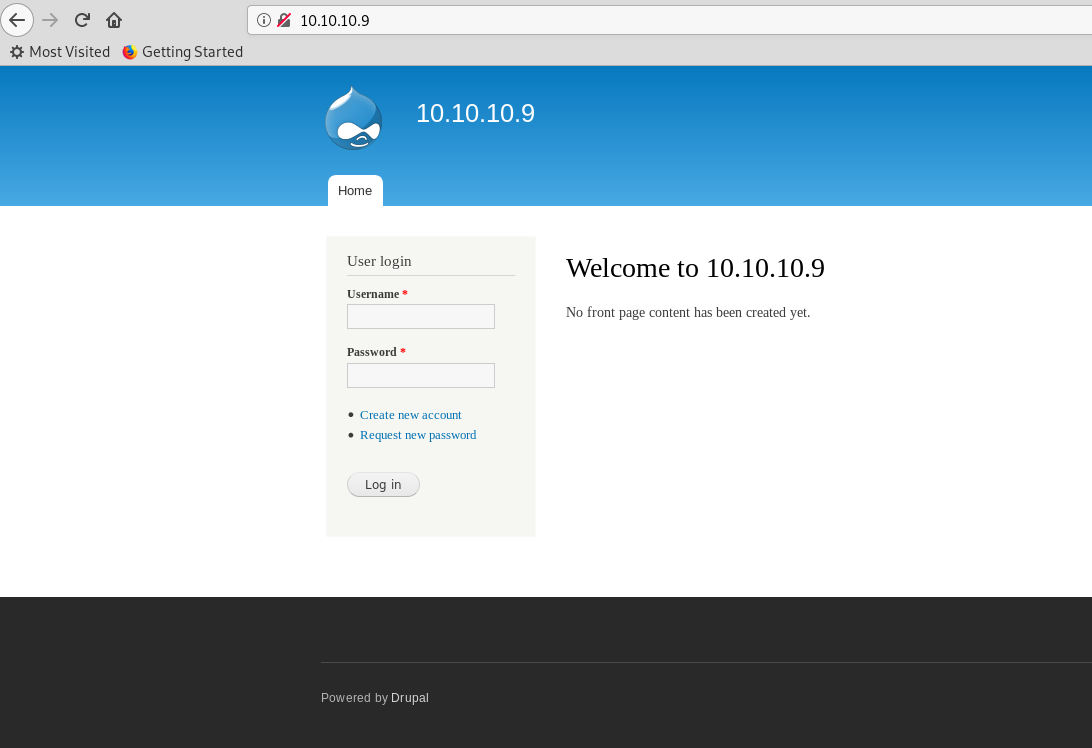 10.10.10.9
Most Visited Getting Started
10.10.10.9
Home
User login
Username *
Password *
Create new account
Request new password
Log in
Welcome to 10.10.10.9
No front page content has been created yet.
Powered by Drupal